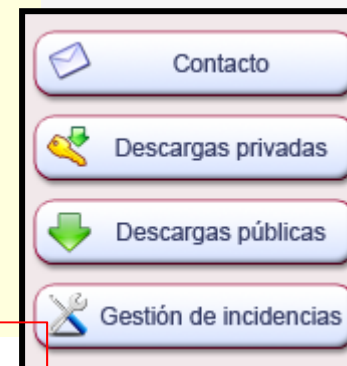 Contacto
Descargas privadas
Descargas públicas
Gestión de incidencias